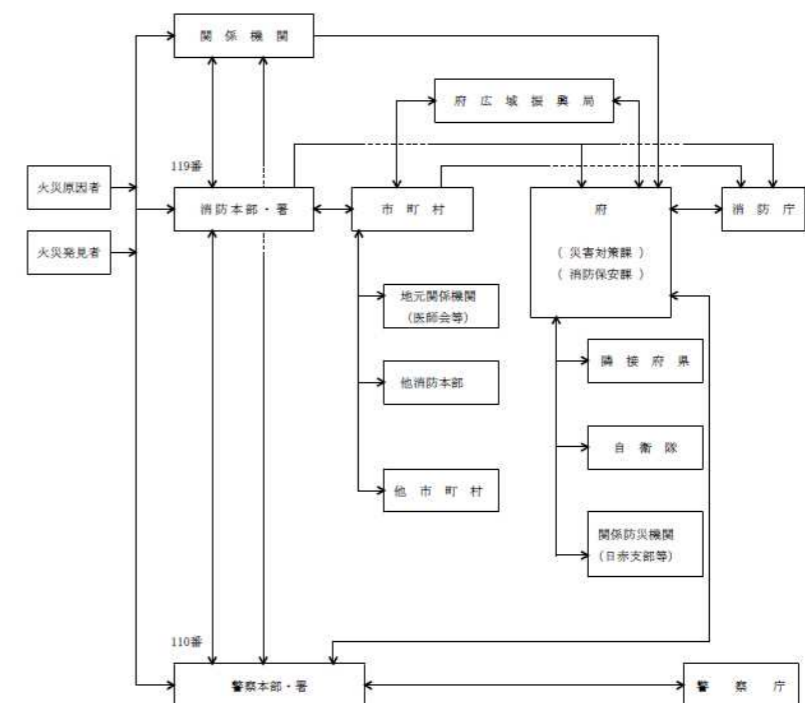 関係機関
府広域振興局
119番
火災原因者
消防本部・署
市町村
府
消防庁
火災発見者
(災害対策課)
(消防保安課)
地元関係機関
(医師会等)
隣接府県
他消防本部
自衛隊
他市町村
関係防災機関
(日赤支部等)
110番
警察本部・署
警察庁